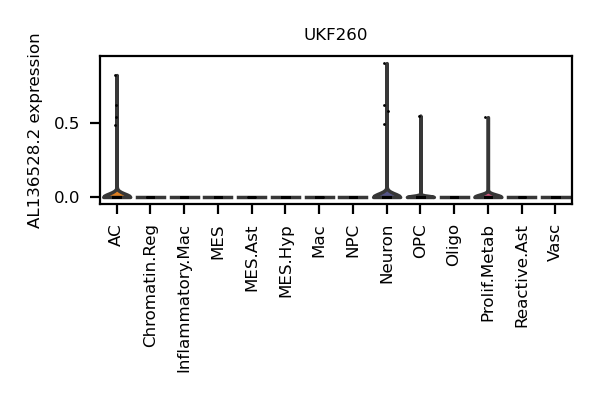 UKF260
AL136528.2 expression
0.5
0.0
AC
Chromatin.Reg
Inflammatory.Mac
MES
MES.Ast
MES.Hyp
Mac
NPC
Neuron
OPC
Oligo
Prolif.Metab
Reactive.Ast
Vasc